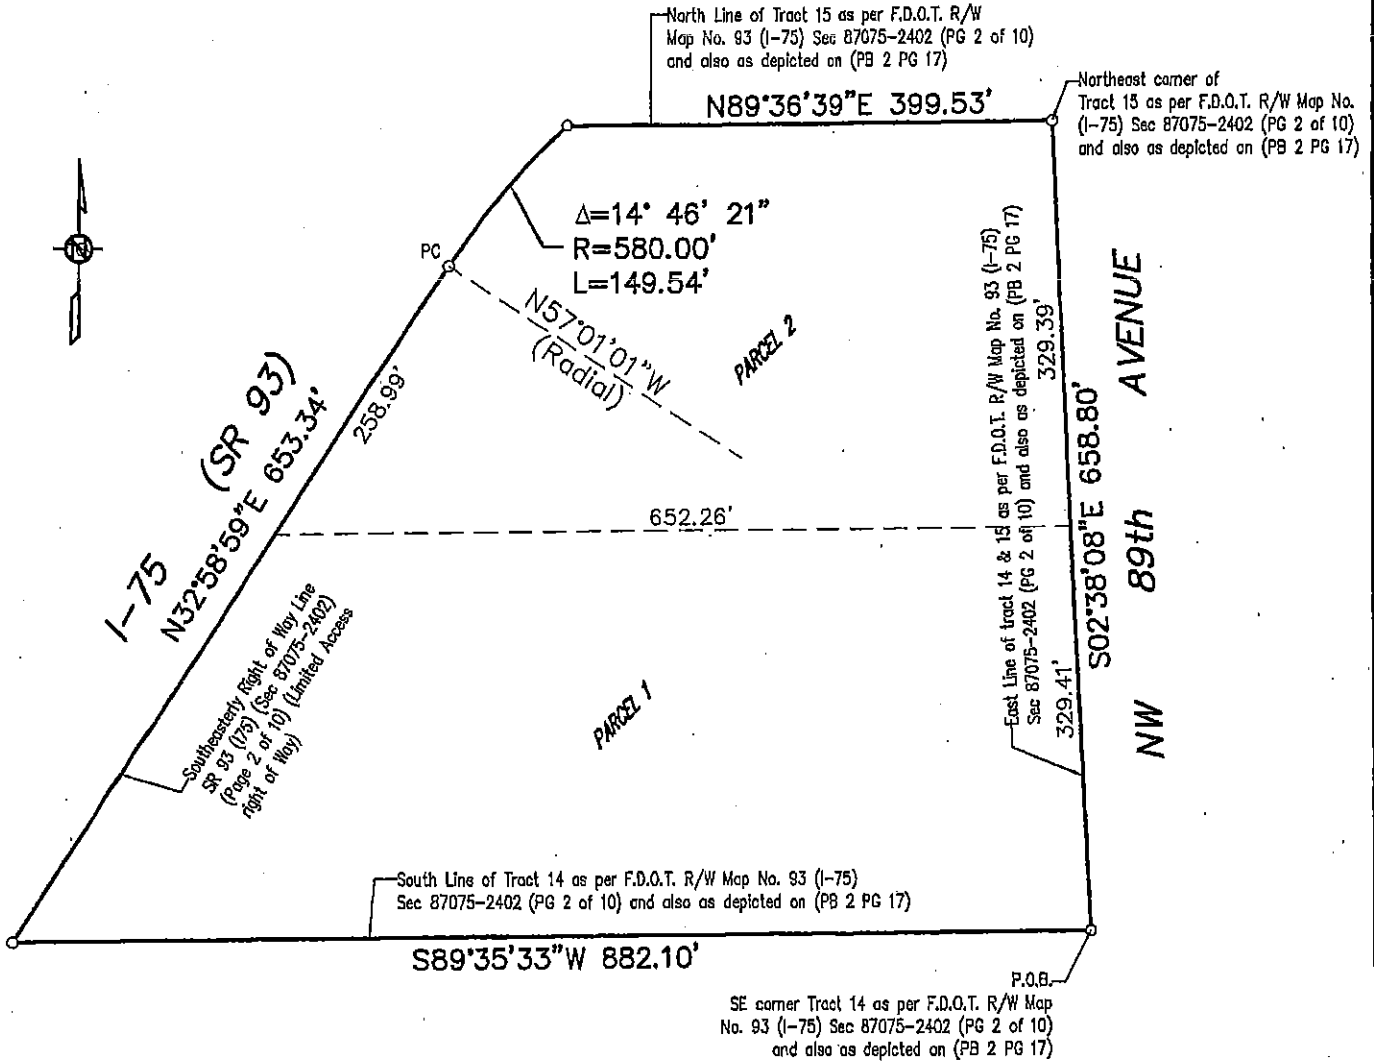 North Line of Tract 15 as per F.D.O.T. R/W
Map No. 93 (I-75) Sec 87075-2402 (PG 2 of 10)
and also as depicted on (PB 2 PG 17)
N89°36'39"E 399.53'
Northeast corner of
Tract 15 as per F.D.O.T. R/W Map No.
(I-75) Sec 87075-2402 (PG 2 of 10)
and also as depicted on (PB 2 PG 17)
Δ=14° 46' 21"
R=580.00'
L=149.54'
PC
N57°01'01"W
(Radial)
PARCEL 2
East Line of tract 14 & 15 as per F.D.O.T. R/W Map No. 93 (I-75)
Sec 87075-2402 (PG 2 of 10) and also as depicted on (PB 2 PG 17)
329.39'
329.41'
S02°38'08"E 658.80'
NW 89th AVENUE
I-75 (SR 93)
N32°58'59"E 653.34'
258.99'
652.26'
Southeasterly Right of Way Line
SR 93 (I75) (Sec 87075-2402)
(Page 2 of 10) (Limited Access
right of Way)
PARCEL 1
South Line of Tract 14 as per F.D.O.T. R/W Map No. 93 (I-75)
Sec 87075-2402 (PG 2 of 10) and also as depicted on (PB 2 PG 17)
S89°35'33"W 882.10'
P.O.B.
SE corner Tract 14 as per F.D.O.T. R/W Map
No. 93 (I-75) Sec 87075-2402 (PG 2 of 10)
and also as depicted on (PB 2 PG 17)